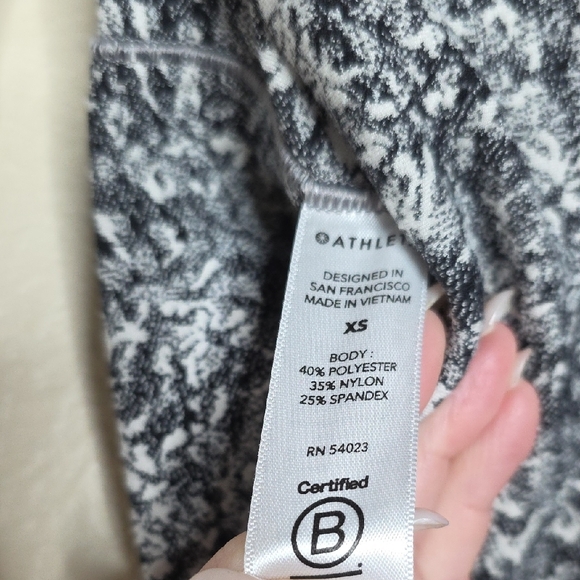 ATHLET
DESIGNED IN
SAN FRANCISCO
MADE IN VIETNAM
XS
BODY :
40% POLYESTER
35% NYLON
25% SPANDEX
RN 54023
Certified
B